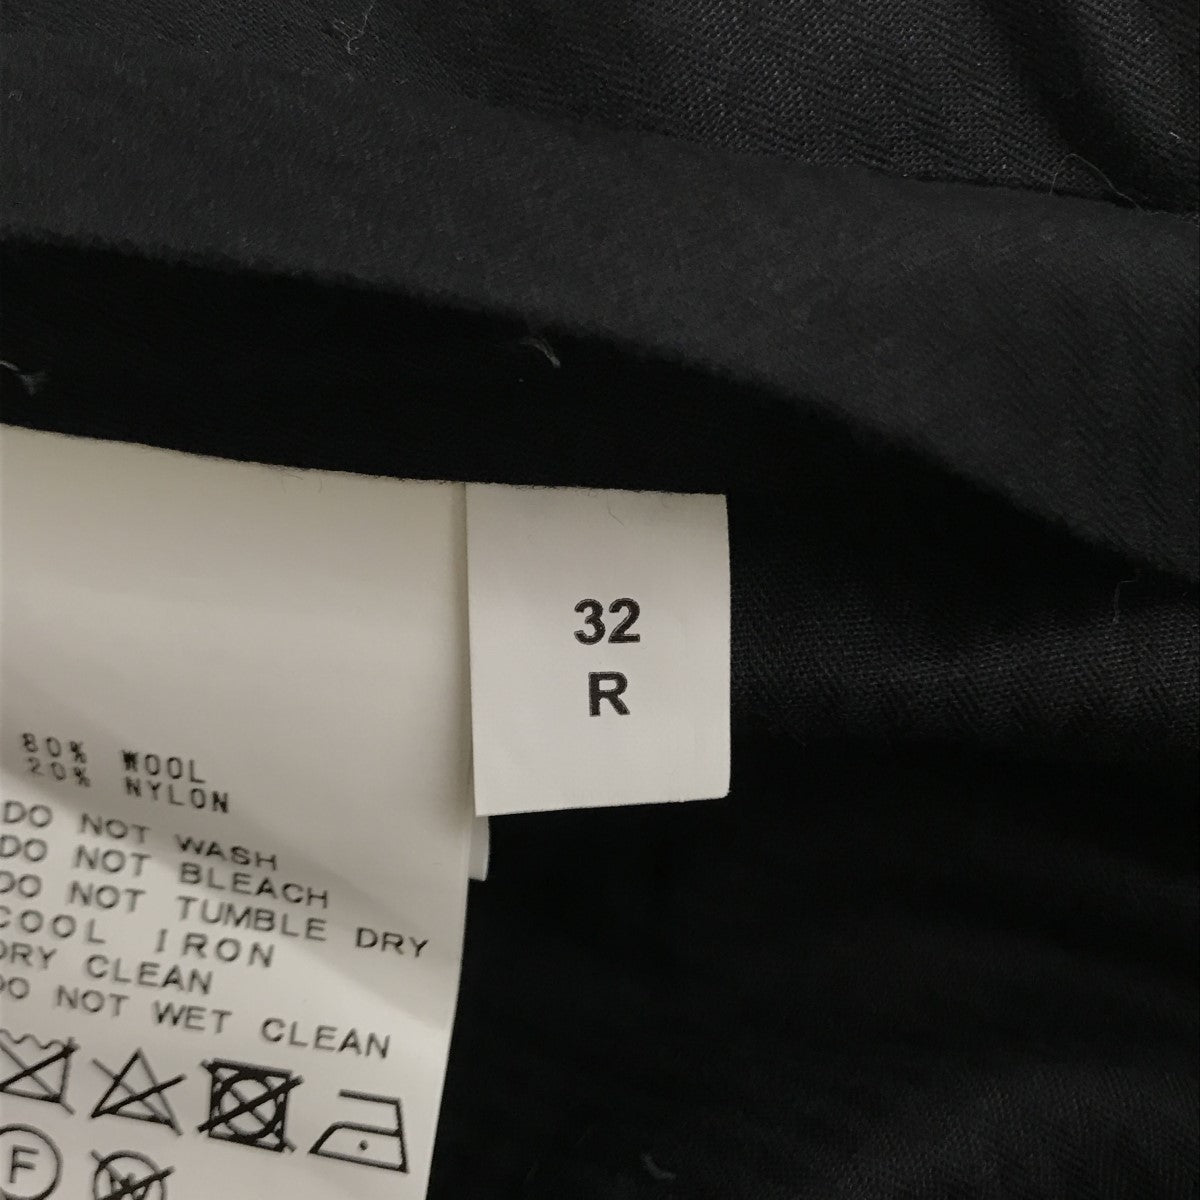 32
R
80% WOOL
20% NYLON
DO NOT WASH
DO NOT BLEACH
DO NOT TUMBLE DRY
COOL IRON
DRY CLEAN
DO NOT WET CLEAN
F
W